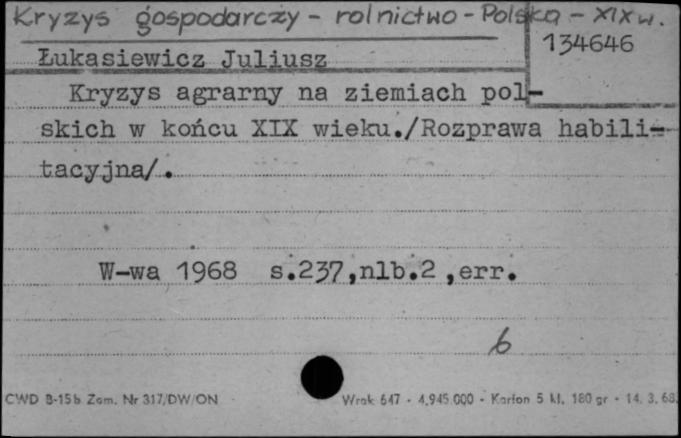 Kryzys gospodarczy - rolnictwo - Polska - XIX w.
134646
Łukasiewicz Juliusz
Kryzys agrarny na ziemiach pol-
skich w końcu XIX wieku./Rozprawa habili-
tacyjna/.
W-wa 1968 s.237,nlb.2,err.
6
CWD B-15b Zam. Nr 317/DW/ON Wrak 647 - 4.945.000 - Karton 5 kl. 180 gr - 14. 3. 68